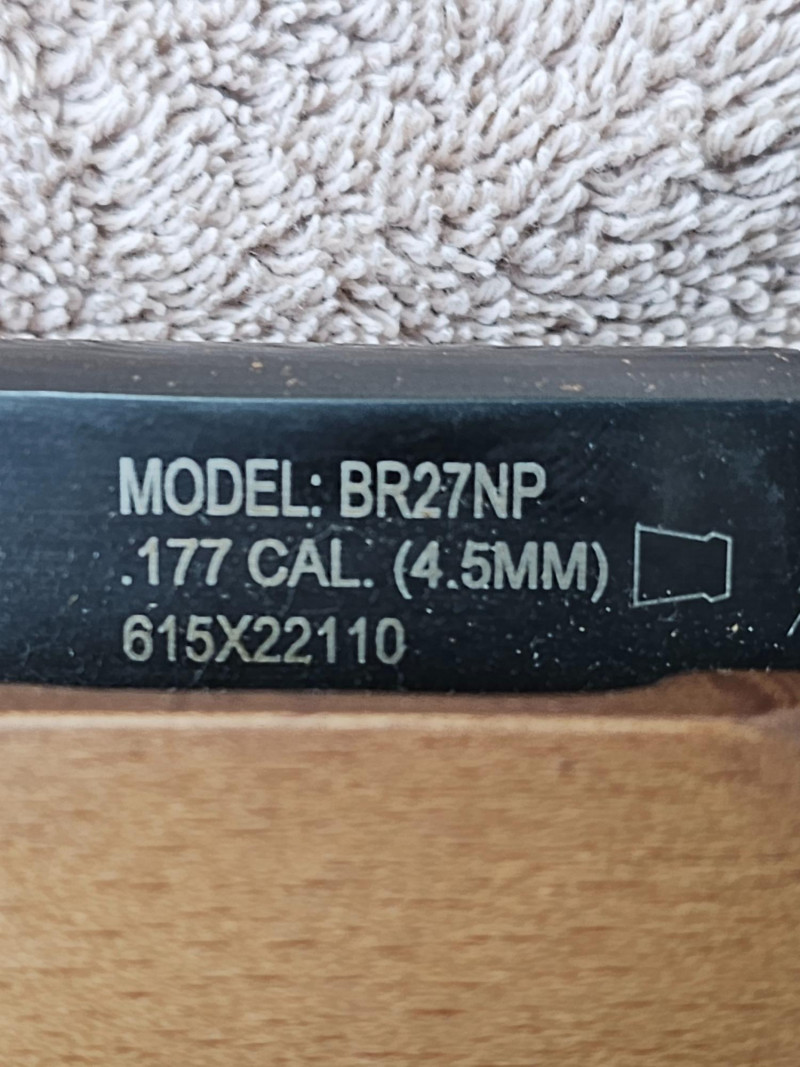 MODEL: BR27NP
.177 CAL. (4.5MM)
615X22110